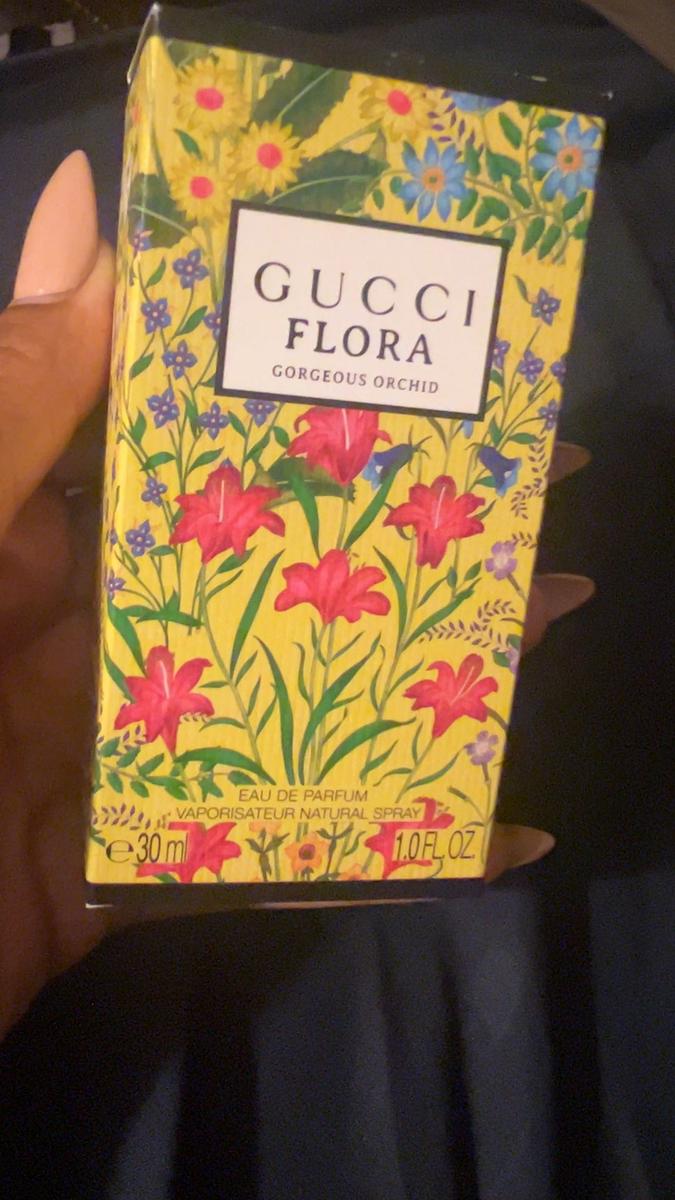 GUCCI
FLORA
GORGEOUS ORCHID
EAU DE PARFUM
VAPORISATEUR NATURAL SPRAY
℮ 30 ml 1.0 FL. OZ.